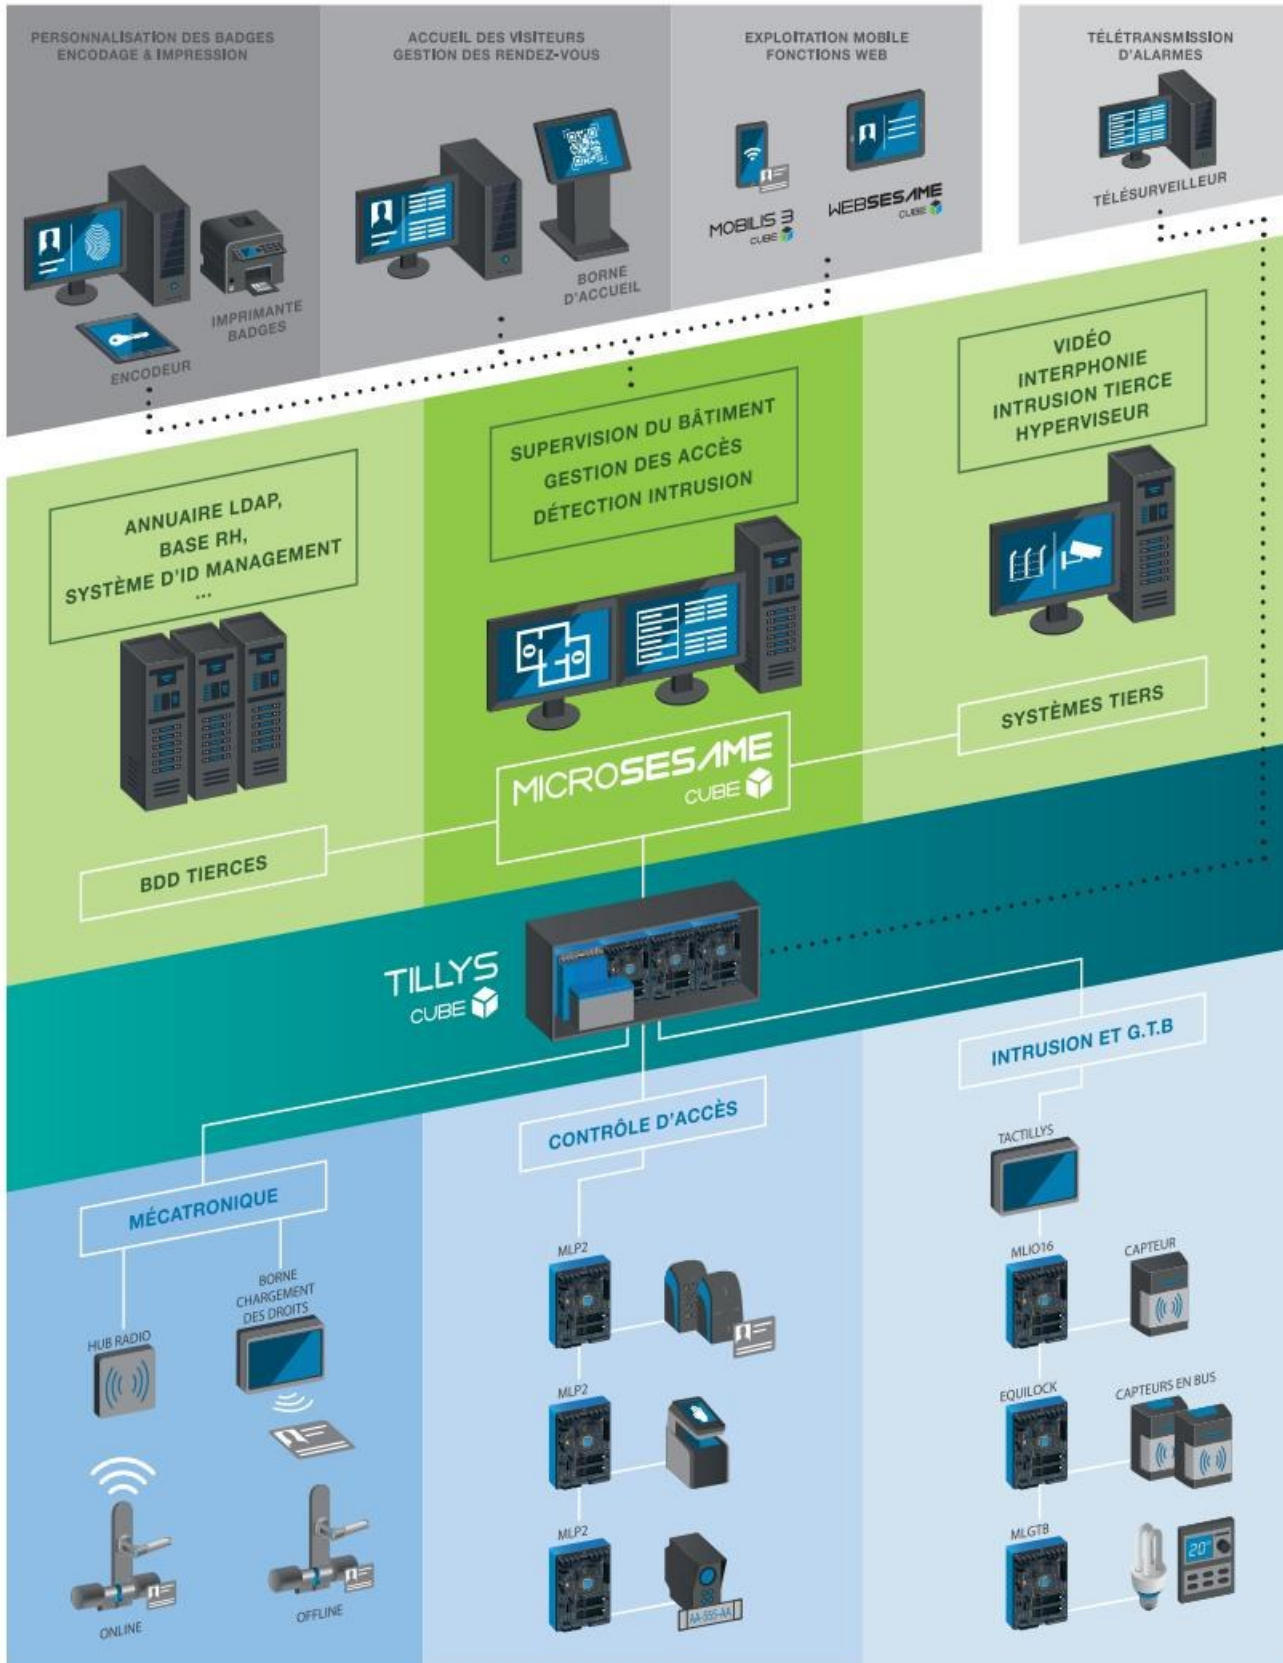 PERSONNALISATION DES BADGES
ENCODAGE & IMPRESSION
ACCUEIL DES VISITEURS
GESTION DES RENDEZ-VOUS
EXPLOITATION MOBILE
FONCTIONS WEB
TÉLÉTRANSMISSION
D'ALARMES
TÉLÉSURVEILLEUR
MOBILIS 3
CUBE
WEBSESAME
CUBE
BORNE
D'ACCUEIL
IMPRIMANTE
BADGES
ENCODEUR
VIDÉO
INTERPHONIE
INTRUSION TIERCE
HYPERVISEUR
SUPERVISION DU BÂTIMENT
GESTION DES ACCÈS
DÉTECTION INTRUSION
ANNUAIRE LDAP,
BASE RH,
SYSTÈME D'ID MANAGEMENT
...
SYSTÈMES TIERS
MICROSESAME
CUBE
BDD TIERCES
TILLYS
CUBE
INTRUSION ET G.T.B
CONTRÔLE D'ACCÈS
MÉCATRONIQUE
TACTILLYS
MLP2
MLIO16
CAPTEUR
BORNE
CHARGEMENT
DES DROITS
HUB RADIO
MLP2
EQUILOCK
CAPTEURS EN BUS
MLP2
MLGTB
20°
AA-555-AA
ONLINE
OFFLINE